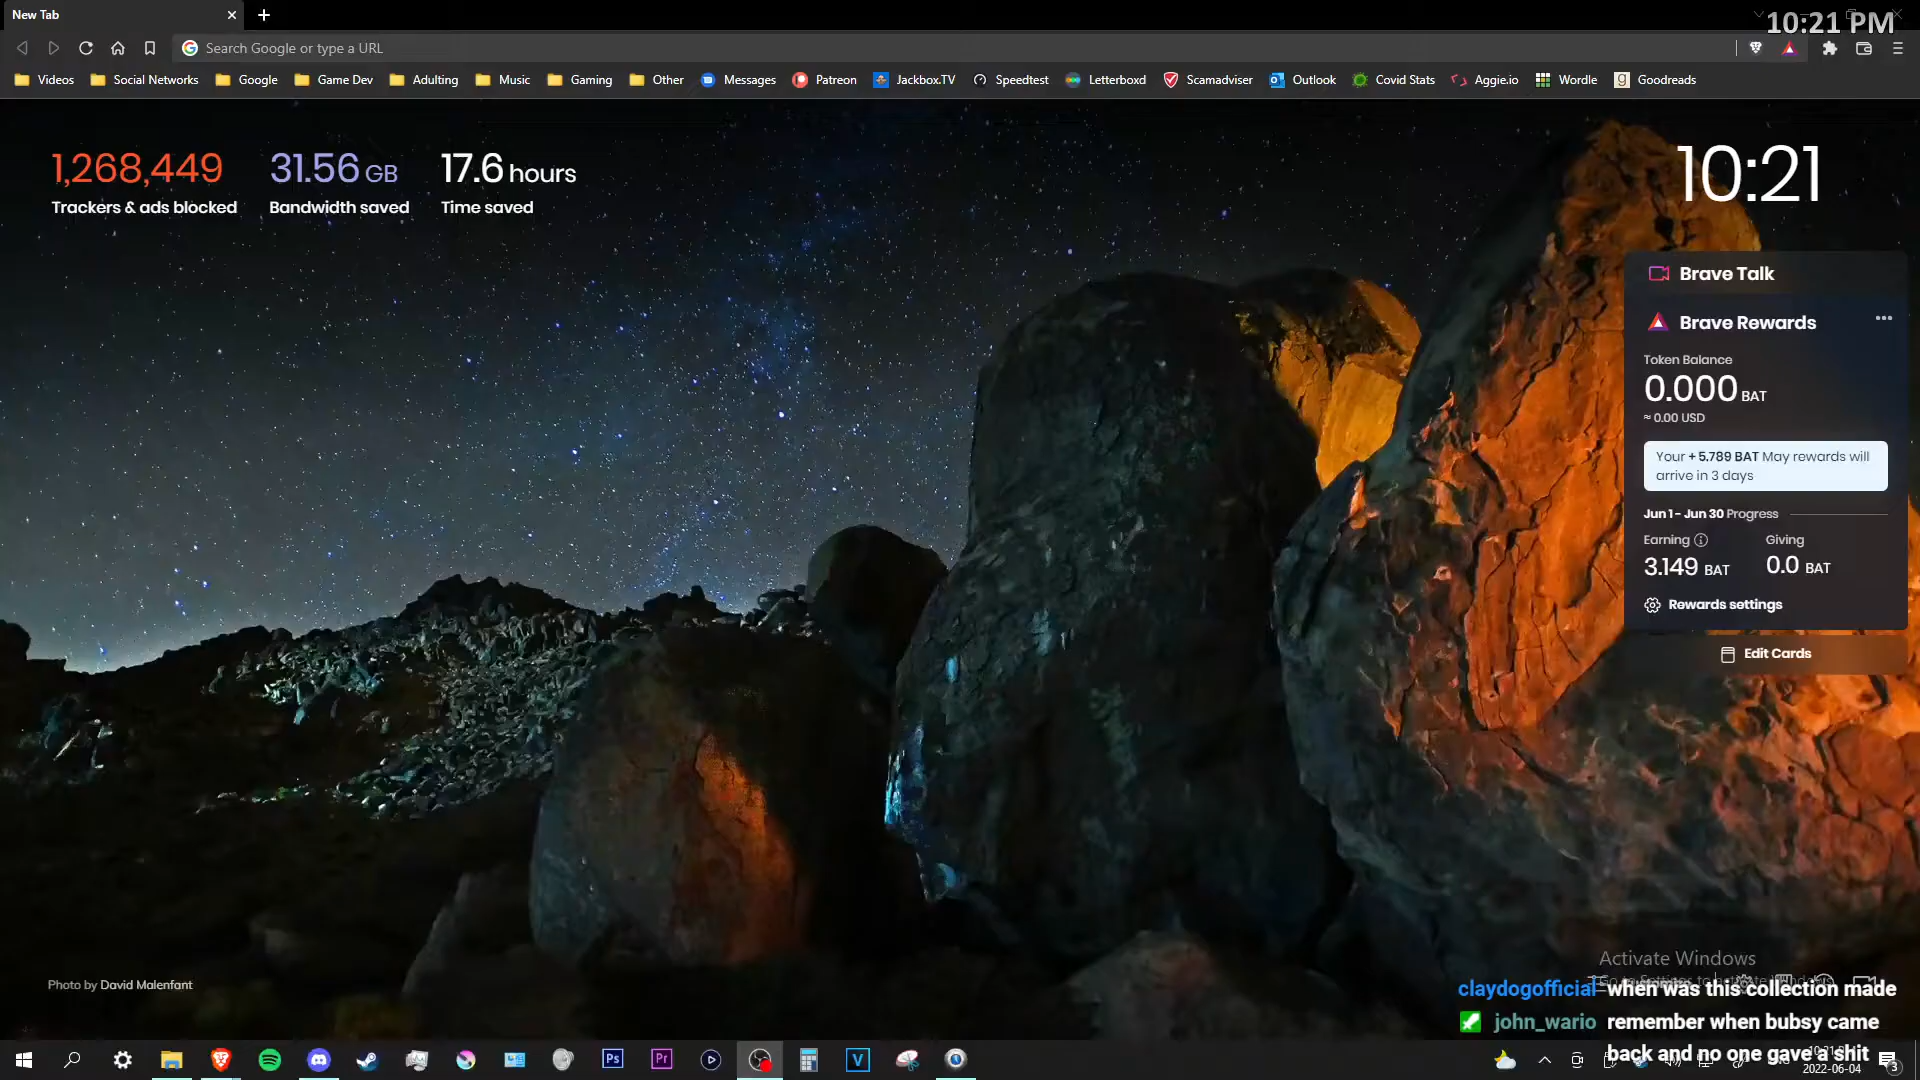 New Tab
10:21 PM
Search Google or type a URL
Videos Social Networks Google Game Dev Adulting Music Gaming Other Messages Patreon Jackbox.TV Speedtest Letterboxd Scamadviser Outlook Covid Stats Aggie.io Wordle Goodreads
1,268,449 31.56 GB 17.6 hours
Trackers & ads blocked Bandwidth saved Time saved
10:21
Brave Talk
Brave Rewards
Token Balance
0.000 BAT
≈ 0.00 USD
Your + 5.789 BAT May rewards will
arrive in 3 days
Jun 1 - Jun 30 Progress
Earning Giving
3.149 BAT 0.0 BAT
Rewards settings
Edit Cards
Photo by David Malenfant
Activate Windows
claydogofficial when was this collection made
john_wario remember when bubsy came
back and no one gave a shit
Ps Pr V
2022-06-04
3